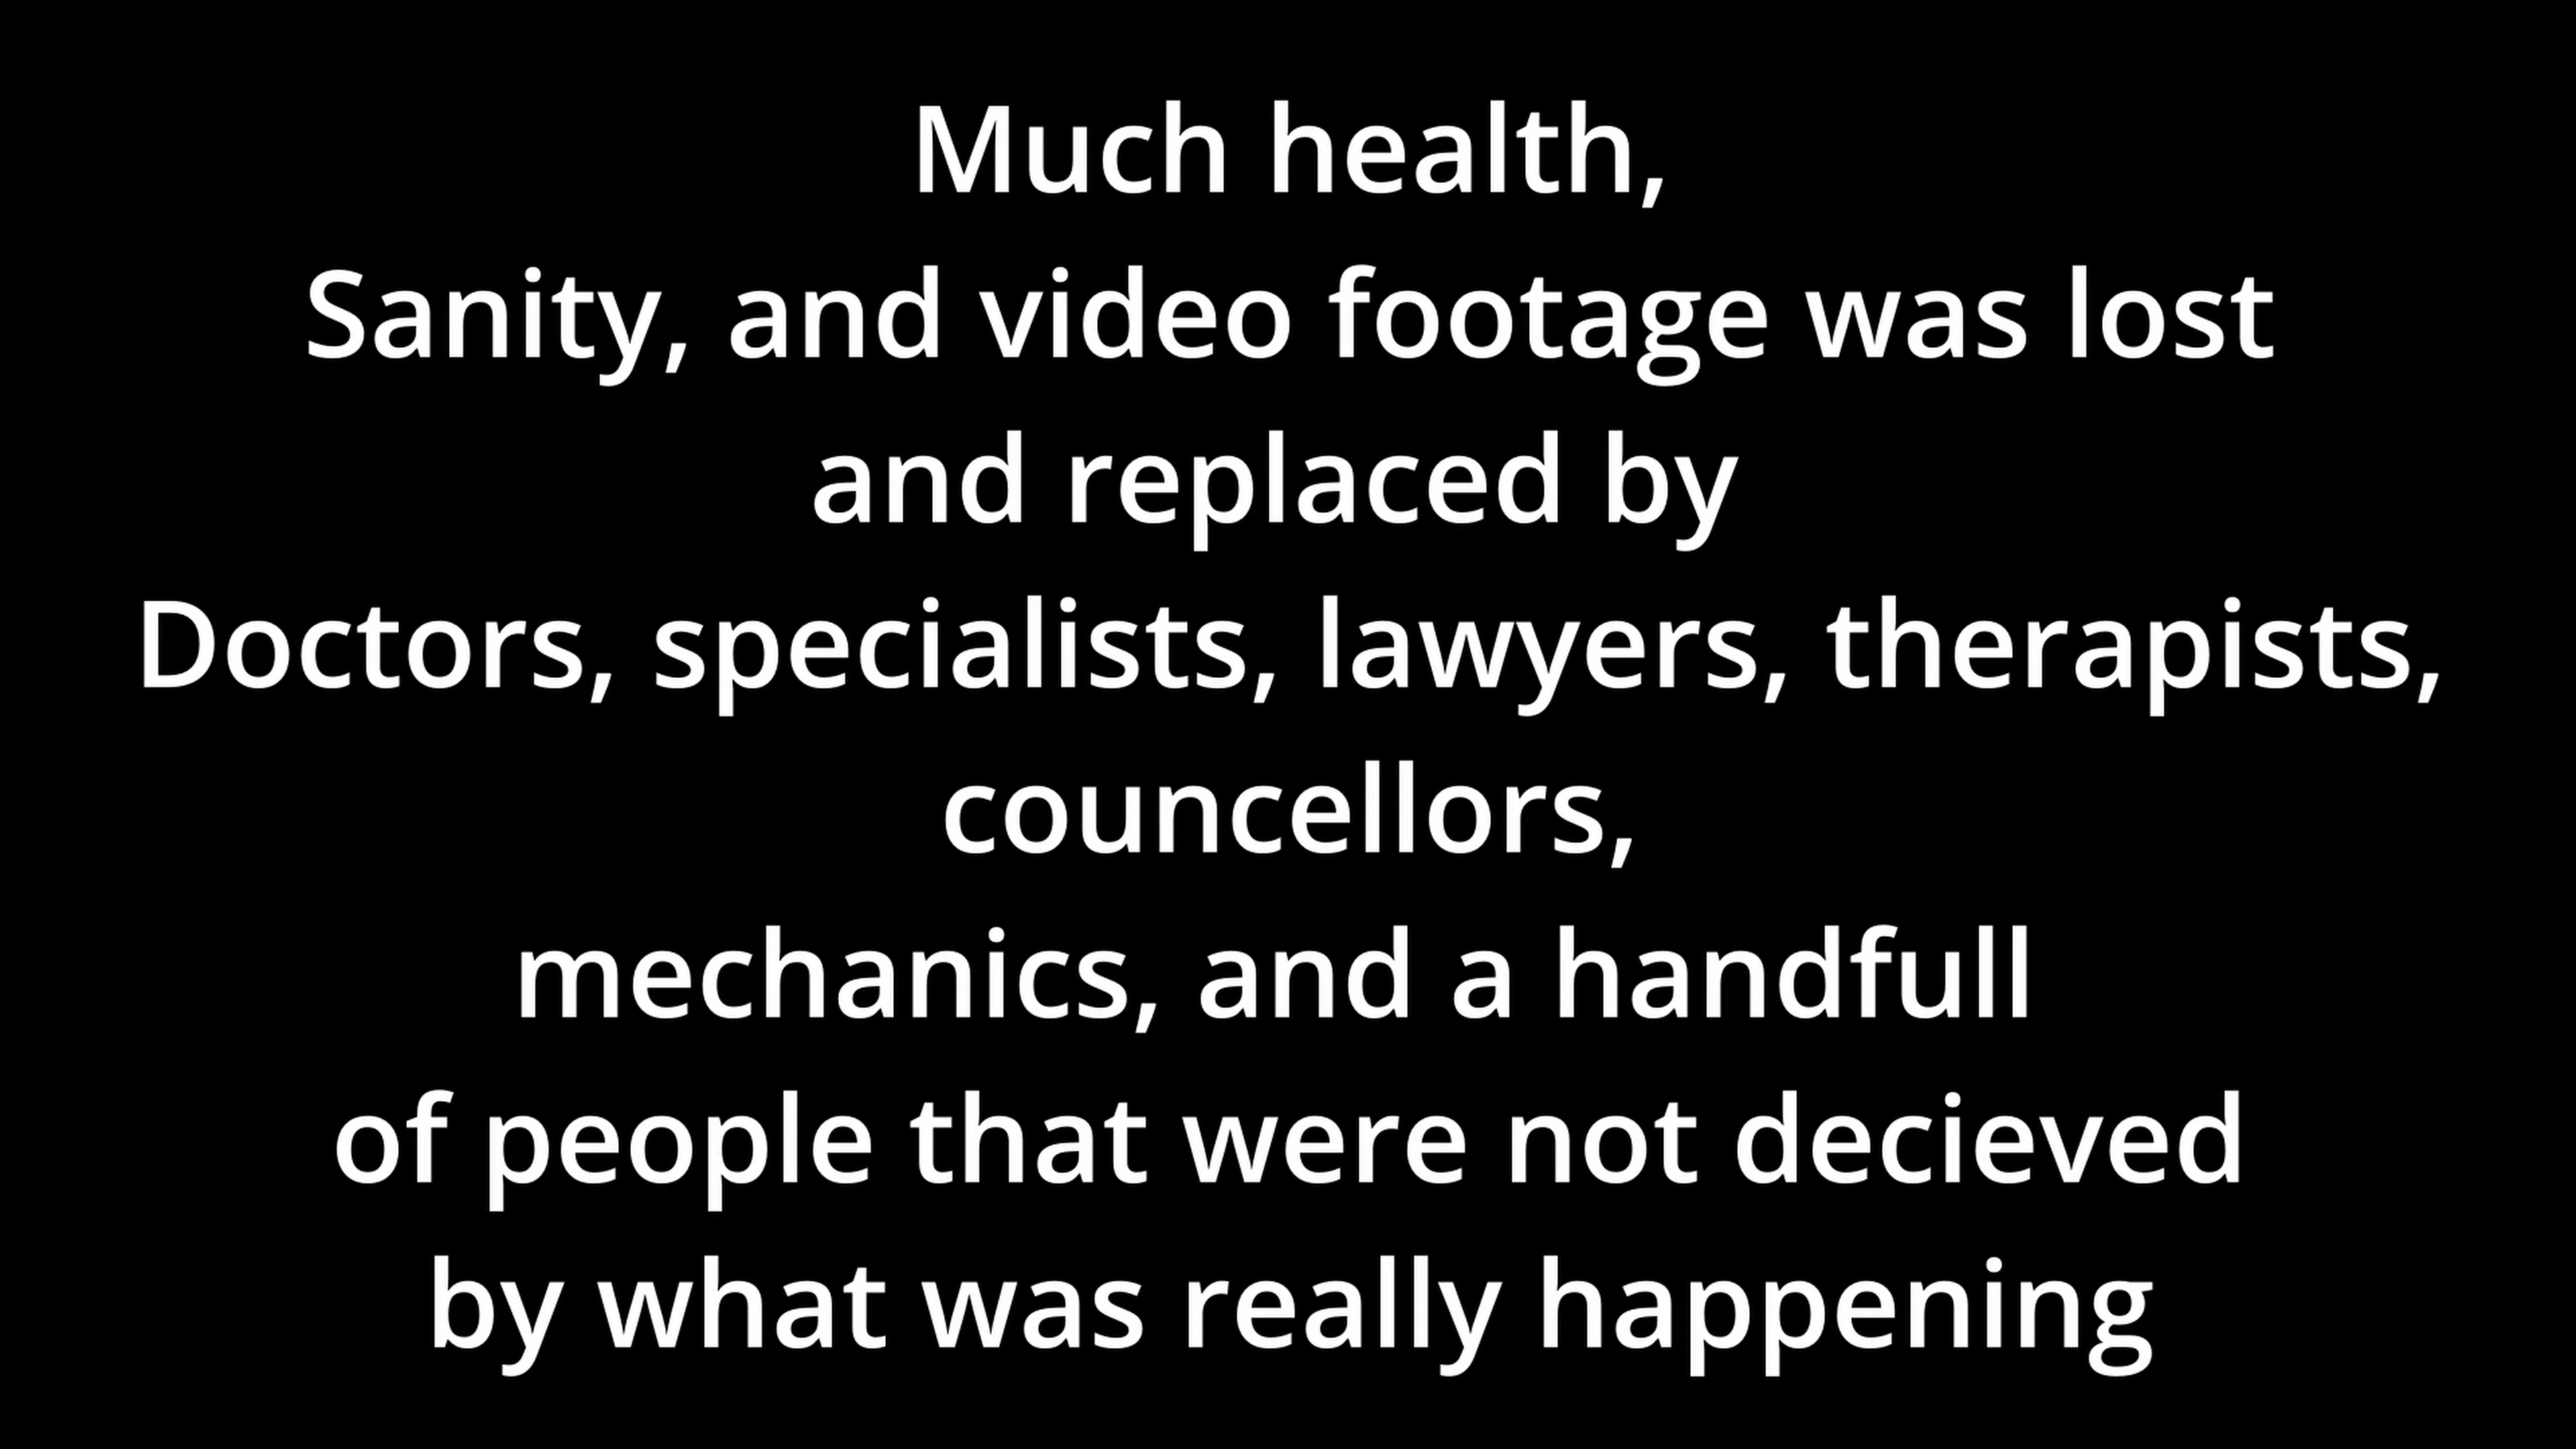 Much health,
Sanity, and video footage was lost
and replaced by
Doctors, specialists, lawyers, therapists,
councellors,
mechanics, and a handfull
of people that were not decieved
by what was really happening